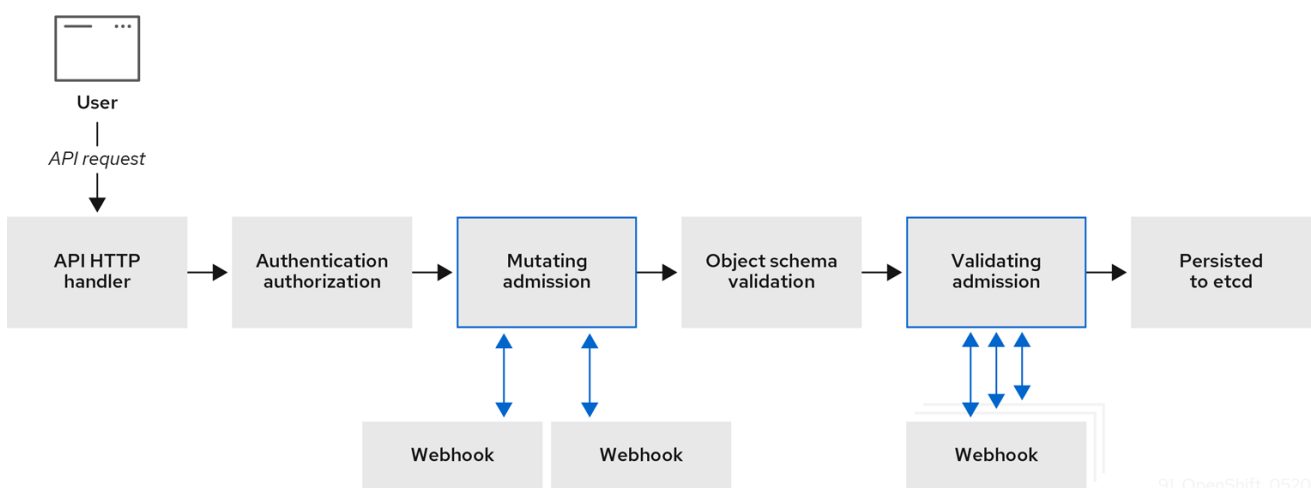 User
API request
API HTTP
handler
Authentication
authorization
Mutating
admission
Object schema
validation
Validating
admission
Persisted
to etcd
Webhook
Webhook
Webhook
91_OpenShift_0520